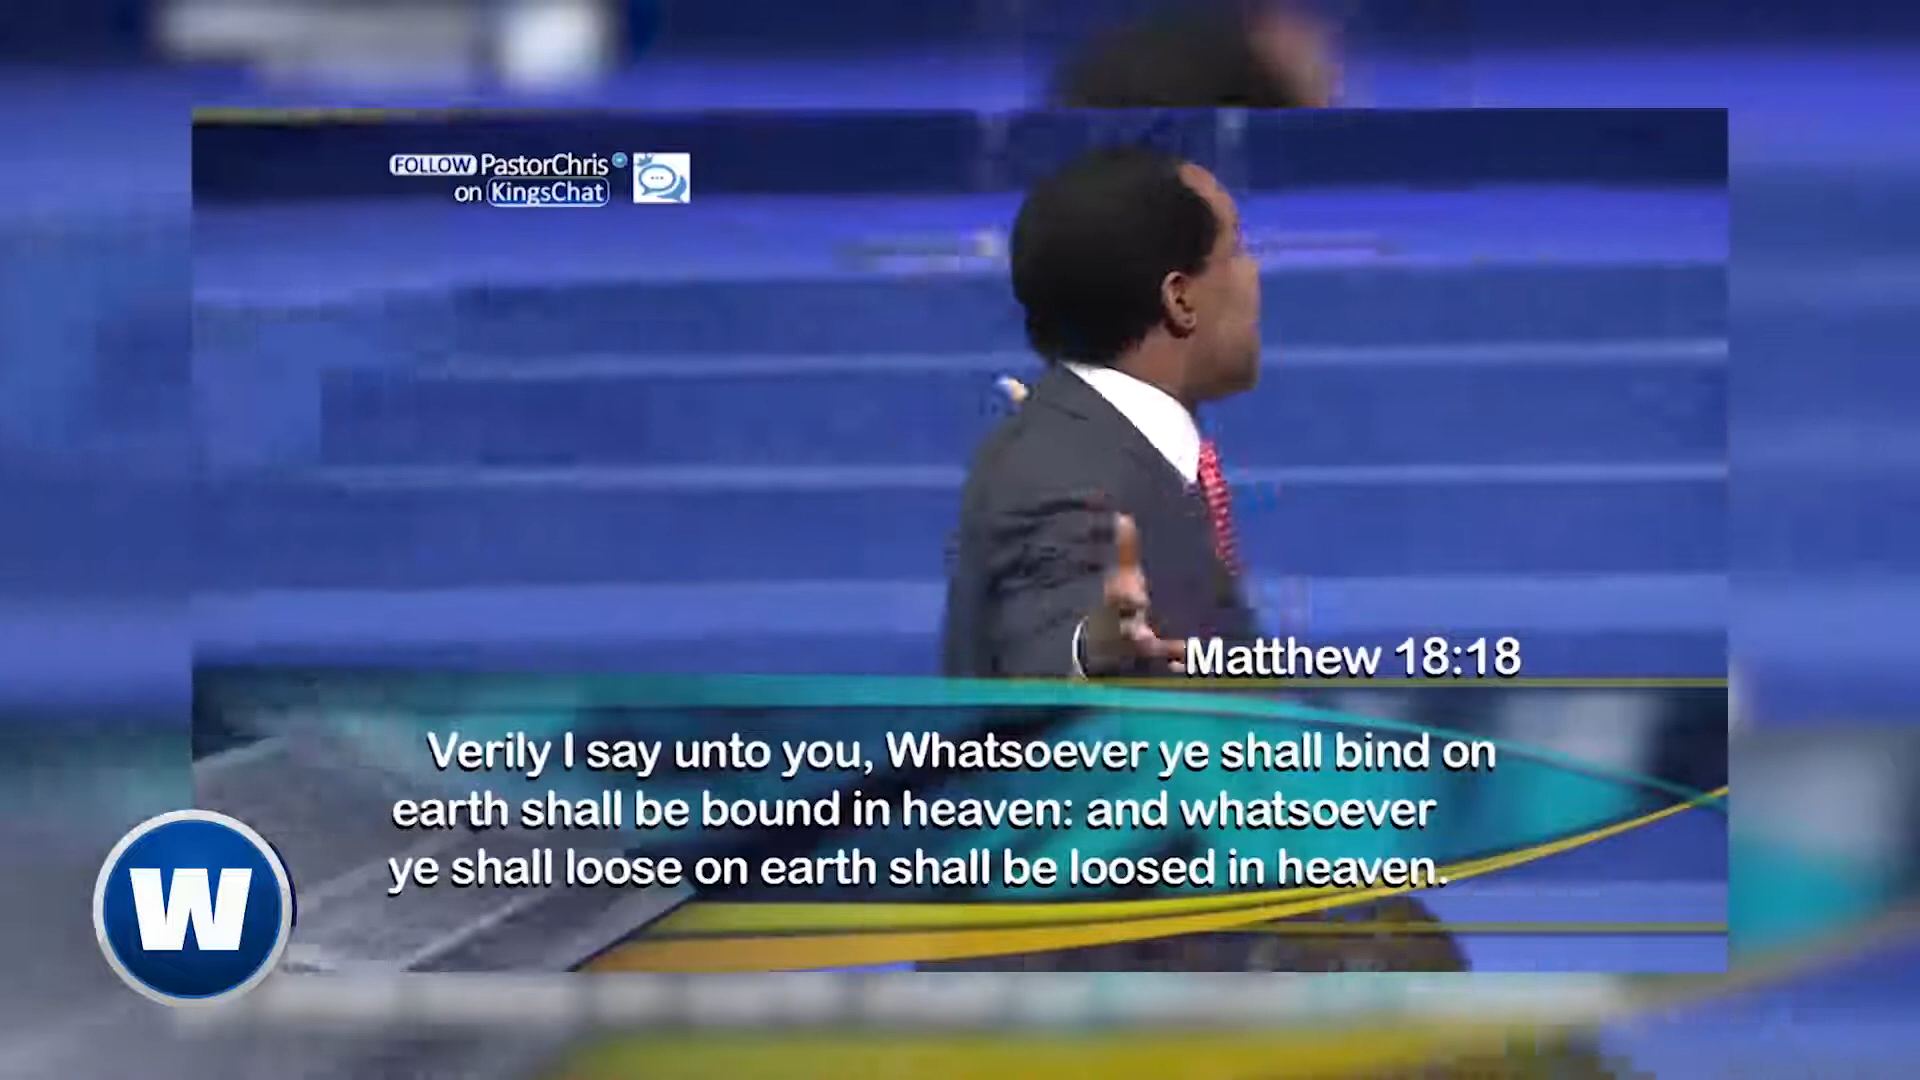 FOLLOW PastorChris
on KingsChat
Matthew 18:18
Verily I say unto you, Whatsoever ye shall bind on
earth shall be bound in heaven: and whatsoever
ye shall loose on earth shall be loosed in heaven.
W